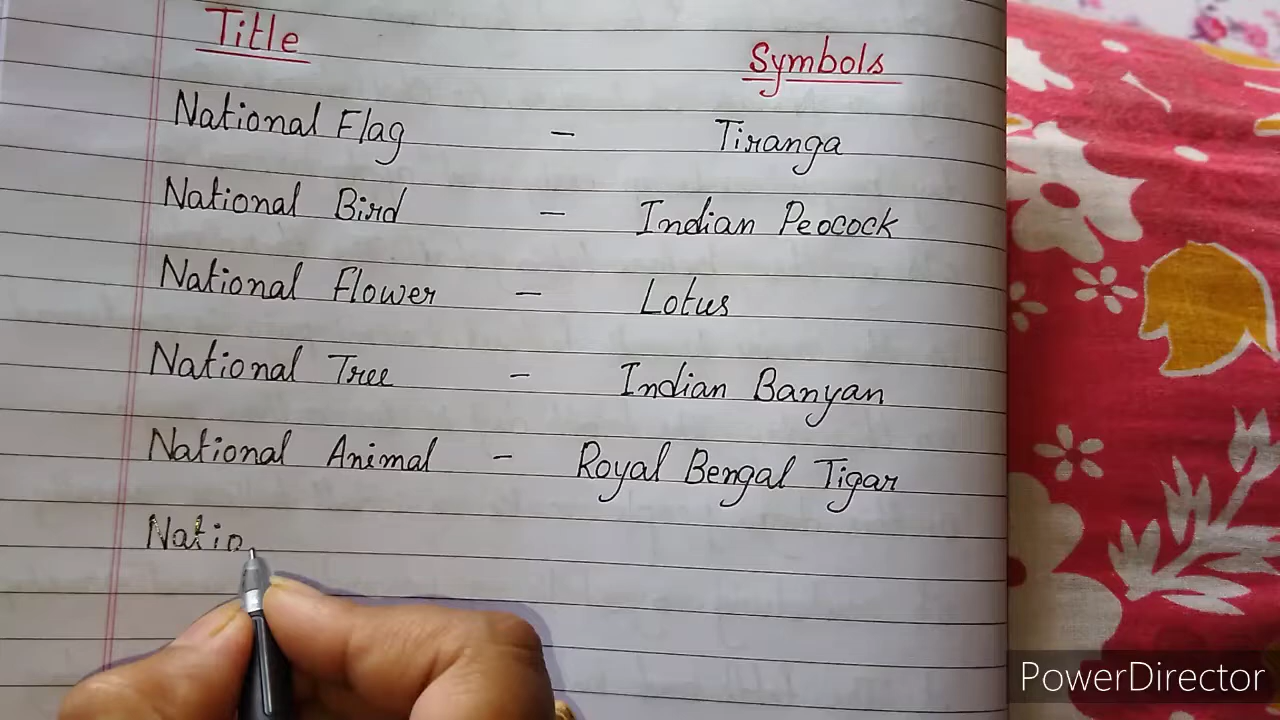 Title Symbols
National Flag - Tiranga
National Bird - Indian Peocock
National Flower - Lotus
National Tree - Indian Banyan
National Animal - Royal Bengal Tigar
Natio
PowerDirector